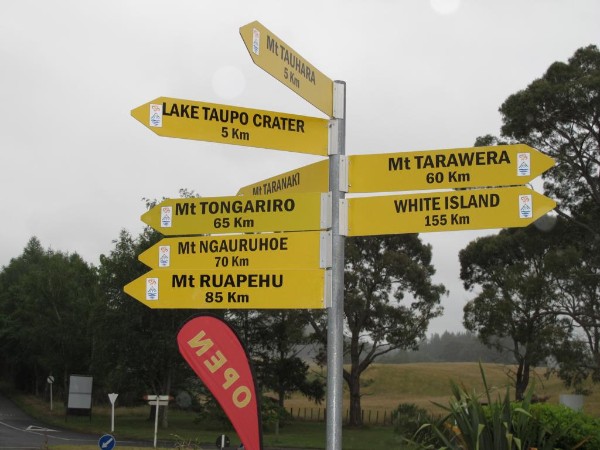 Mt TAUHARA
5 Km
LAKE TAUPO CRATER
5 Km
Mt TARANAKI
Mt TARAWERA
60 Km
Mt TONGARIRO
65 Km
WHITE ISLAND
155 Km
Mt NGAURUHOE
70 Km
Mt RUAPEHU
85 Km
OPEN